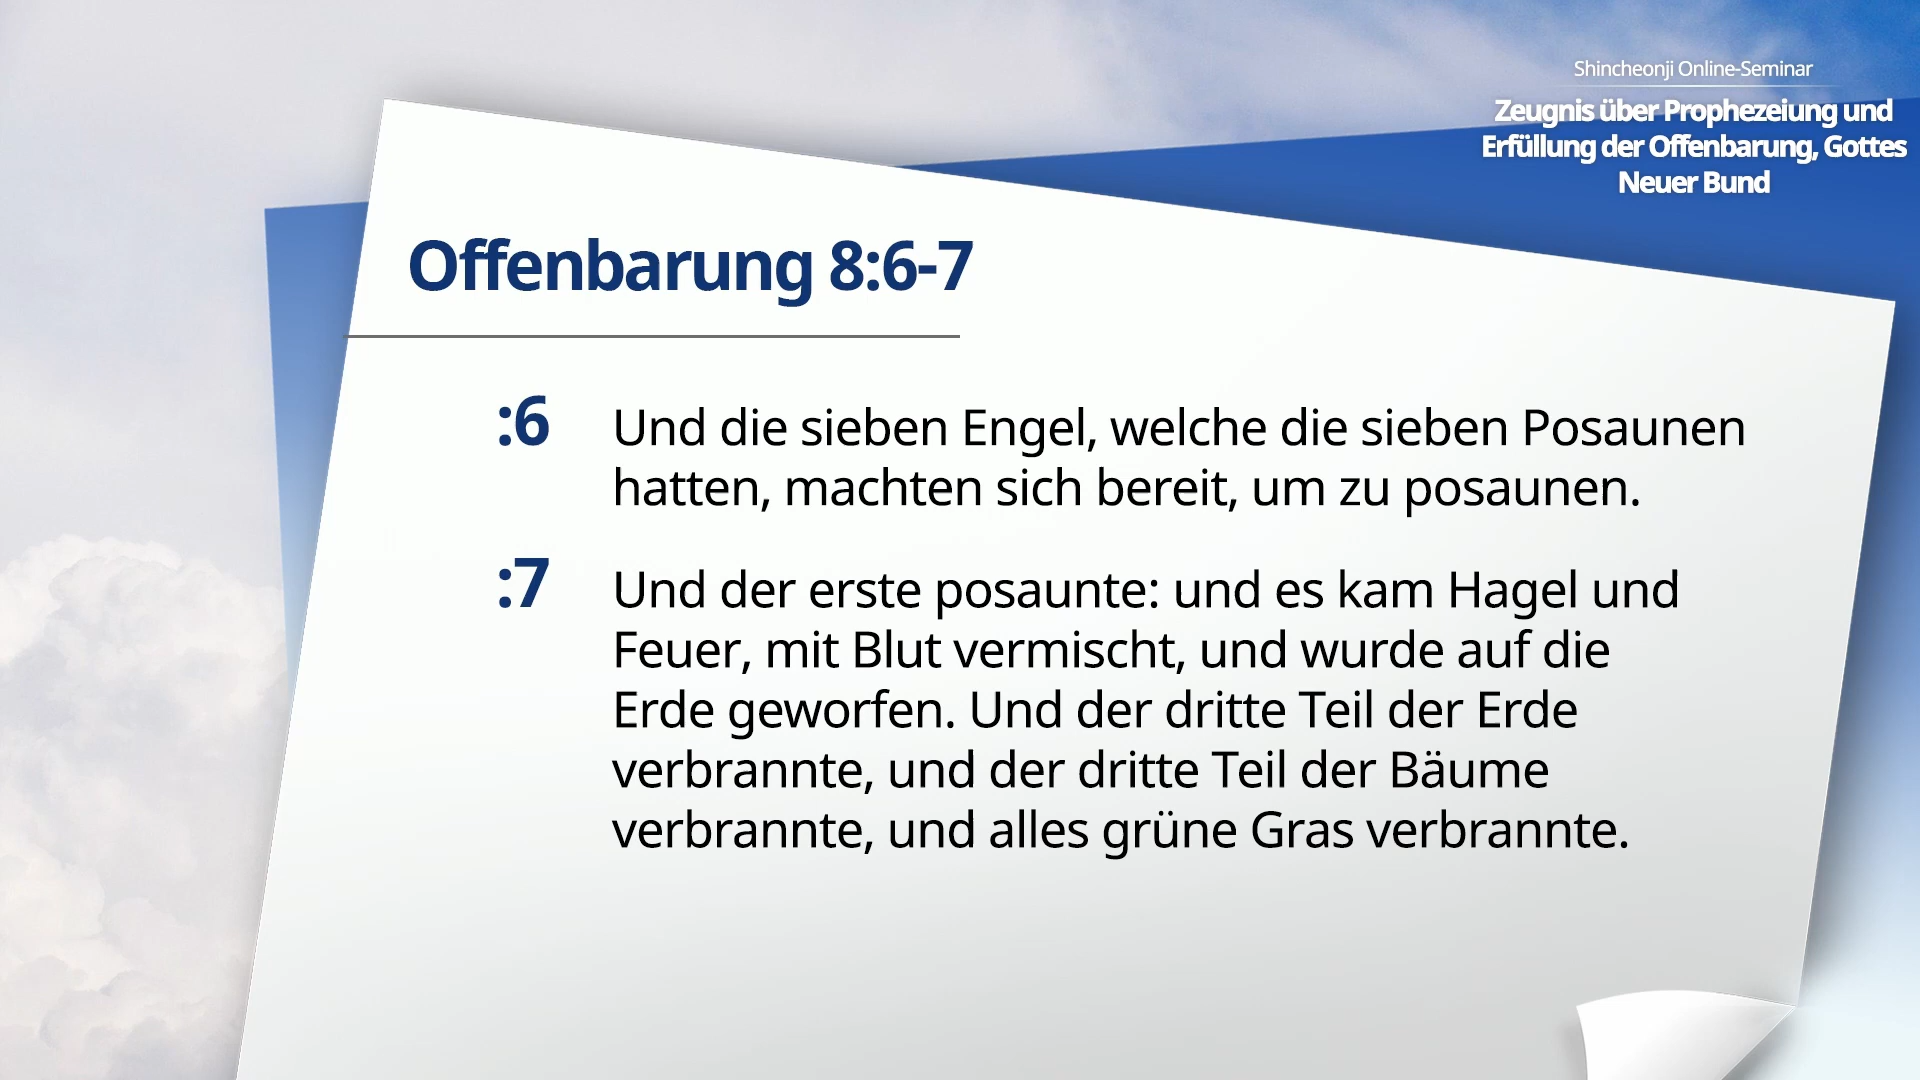 Shincheonji Online-Seminar
Zeugnis über Prophezeiung und
Erfüllung der Offenbarung, Gottes
Neuer Bund
Offenbarung 8:6-7
:6 Und die sieben Engel, welche die sieben Posaunen
hatten, machten sich bereit, um zu posaunen.
:7 Und der erste posaunte: und es kam Hagel und
Feuer, mit Blut vermischt, und wurde auf die
Erde geworfen. Und der dritte Teil der Erde
verbrannte, und der dritte Teil der Bäume
verbrannte, und alles grüne Gras verbrannte.